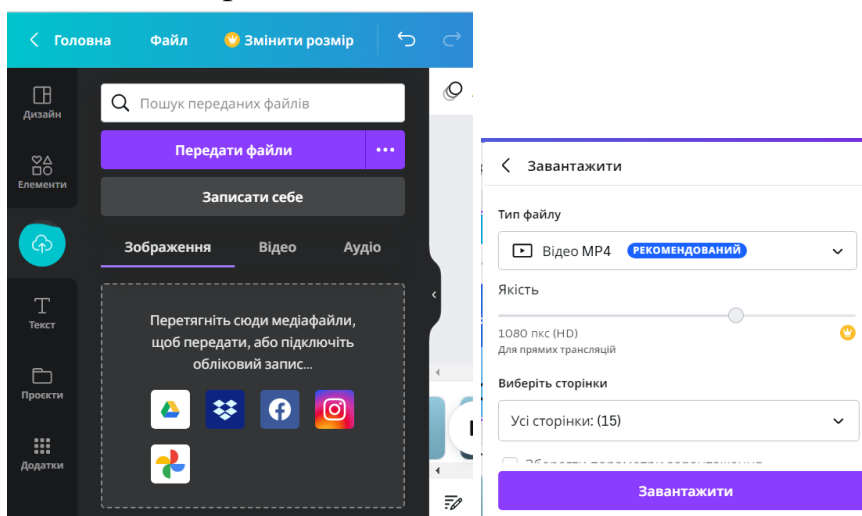 Головна Файл Змінити розмір
Дизайн
Елементи
Текст
Проєкти
Додатки
Пошук переданих файлів
Передати файли
Записати себе
Зображення Відео Аудіо
Перетягніть сюди медіафайли,
щоб передати, або підключіть
обліковий запис...
Завантажити
Тип файлу
Відео MP4 РЕКОМЕНДОВАНИЙ
Якість
1080 пкс (HD)
Для прямих трансляцій
Виберіть сторінки
Усі сторінки: (15)
Завантажити